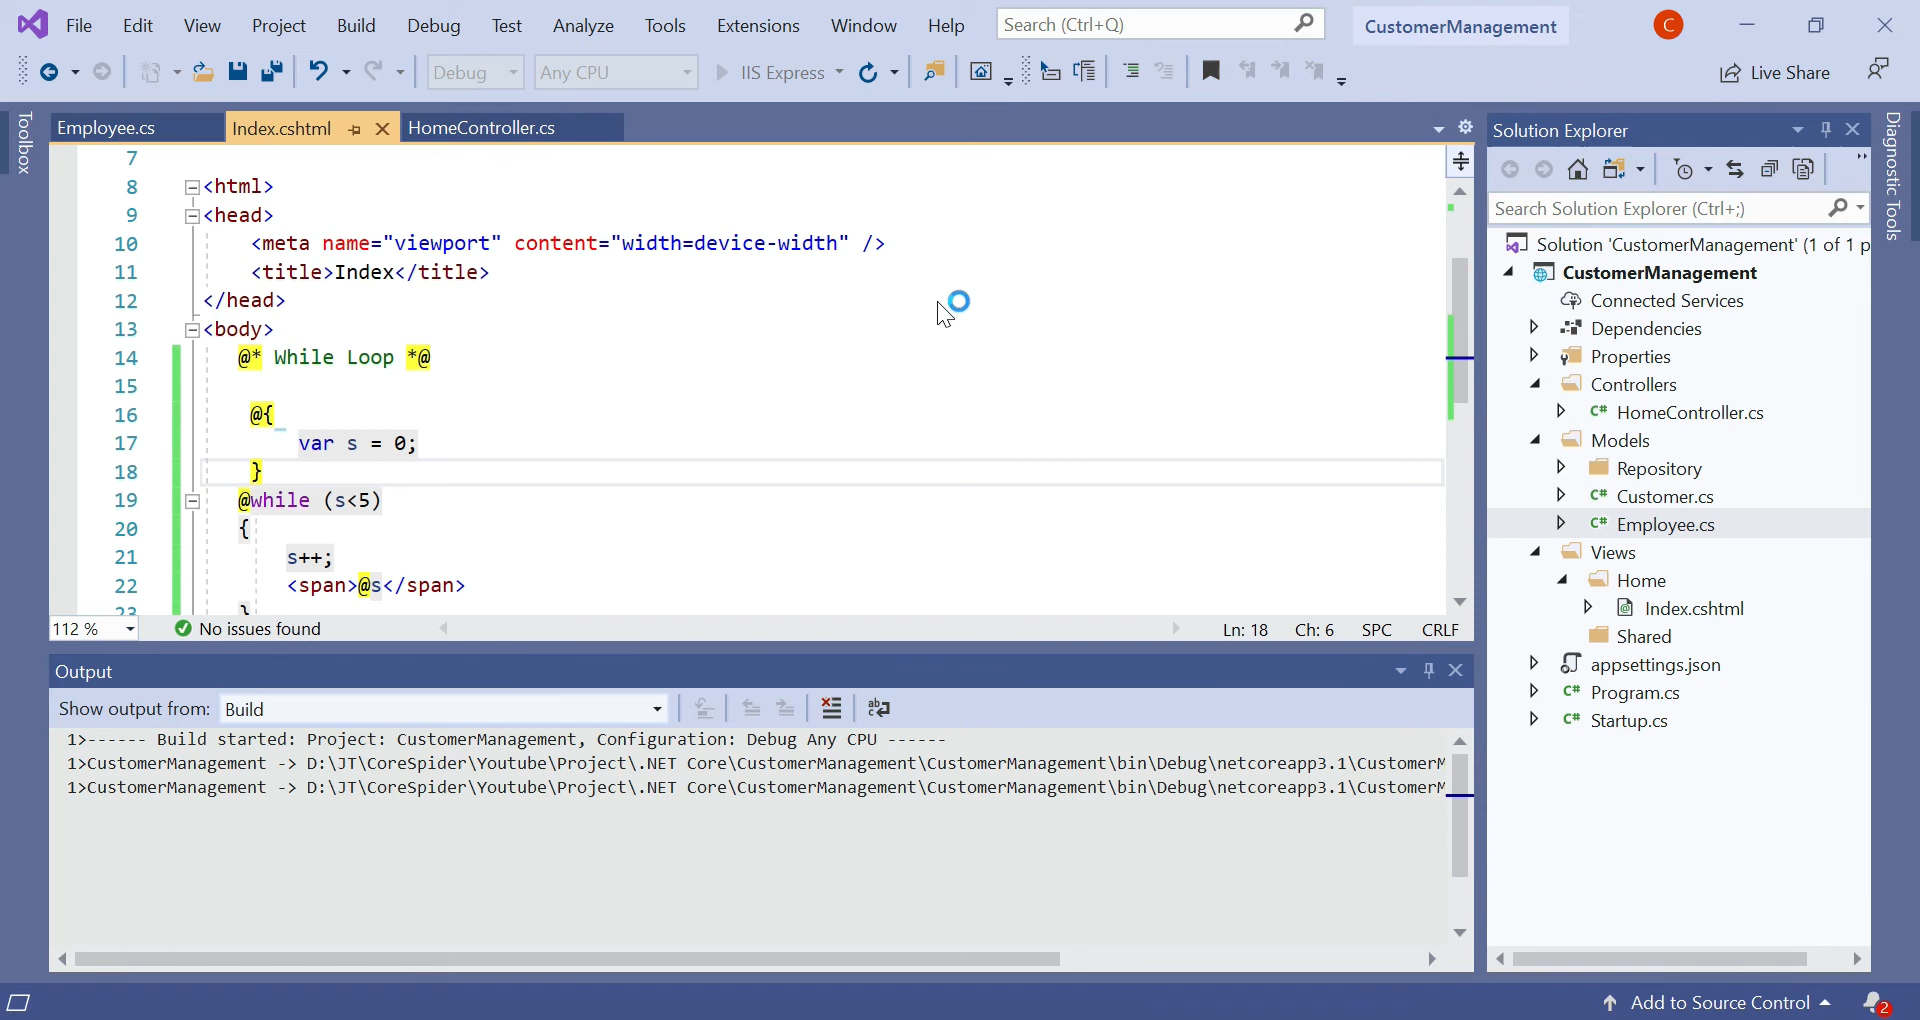 File Edit View Project Build Debug Test Analyze Tools Extensions Window Help Search (Ctrl+Q) CustomerManagement C
Debug Any CPU IIS Express Live Share
Toolbox
Employee.cs Index.cshtml HomeController.cs
7
8 <html>
9 <head>
10 <meta name="viewport" content="width=device-width" />
11 <title>Index</title>
12 </head>
13 <body>
14 @* While Loop *@
15
16 @{
17 var s = 0;
18 }
19 @while (s<5)
20 {
21 s++;
22 <span>@s</span>
23 }
112 % No issues found Ln: 18 Ch: 6 SPC CRLF
Output
Show output from: Build
1>------ Build started: Project: CustomerManagement, Configuration: Debug Any CPU ------
1>CustomerManagement -> D:\JT\CoreSpider\Youtube\Project\.NET Core\CustomerManagement\CustomerManagement\bin\Debug\netcoreapp3.1\CustomerM
1>CustomerManagement -> D:\JT\CoreSpider\Youtube\Project\.NET Core\CustomerManagement\CustomerManagement\bin\Debug\netcoreapp3.1\CustomerM
Solution Explorer
Search Solution Explorer (Ctrl+;)
Solution 'CustomerManagement' (1 of 1 p
CustomerManagement
Connected Services
Dependencies
Properties
Controllers
C# HomeController.cs
Models
Repository
C# Customer.cs
C# Employee.cs
Views
Home
Index.cshtml
Shared
appsettings.json
C# Program.cs
C# Startup.cs
Diagnostic Tools
Add to Source Control 2